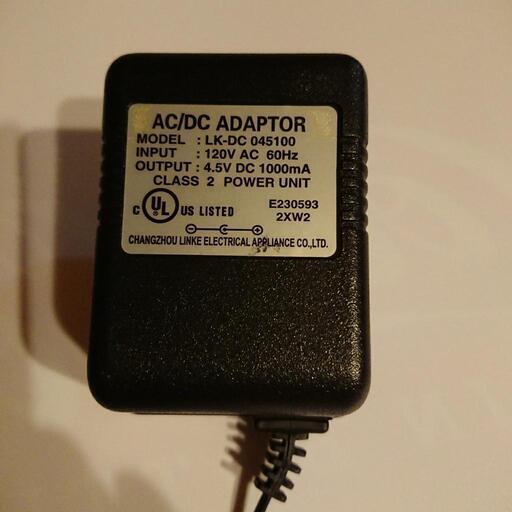 AC/DC ADAPTOR
MODEL : LK-DC 045100
INPUT : 120V AC 60Hz
OUTPUT : 4.5V DC 1000mA
CLASS 2 POWER UNIT
C UL US LISTED E230593
2XW2
- +
CHANGZHOU LINKE ELECTRICAL APPLIANCE CO.,LTD.